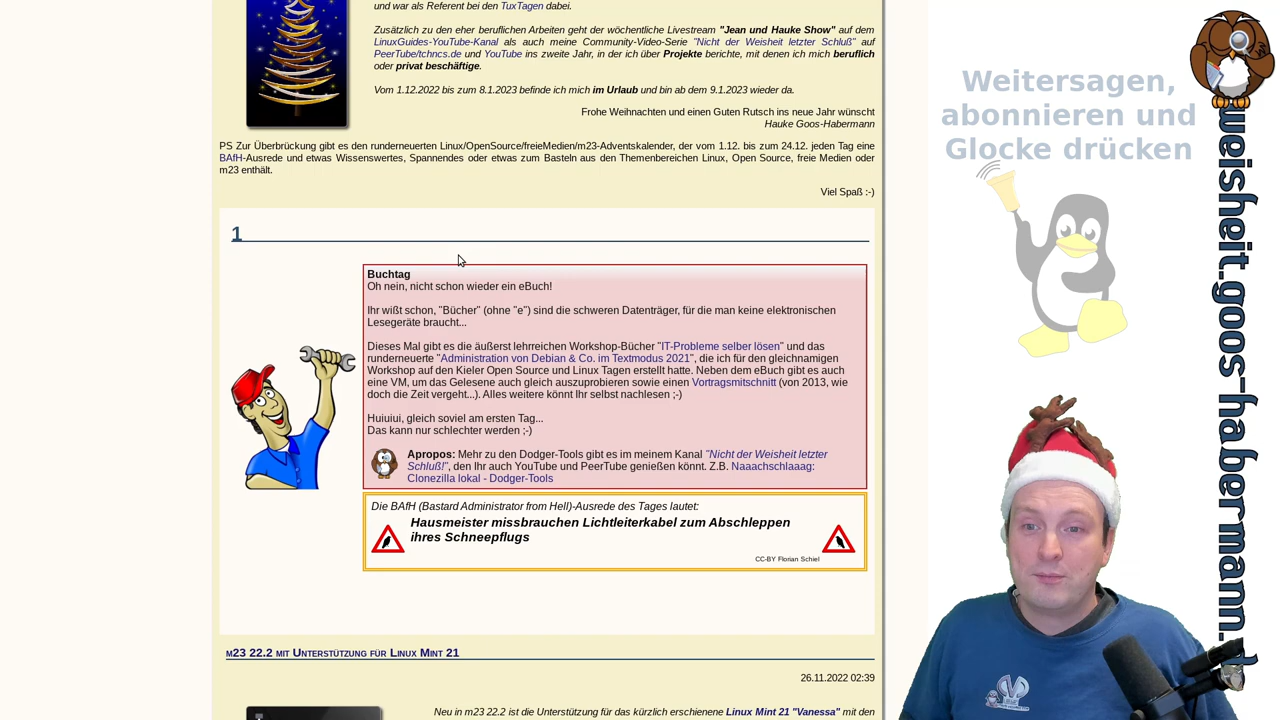 und war als Referent bei den TuxTagen dabei.
Zusätzlich zu den eher beruflichen Arbeiten geht der wöchentliche Livestream "Jean und Hauke Show" auf dem
LinuxGuides-YouTube-Kanal als auch meine Community-Video-Serie "Nicht der Weisheit letzter Schluß" auf
PeerTube/tchncs.de und YouTube ins zweite Jahr, in der ich über Projekte berichte, mit denen ich mich beruflich
oder privat beschäftige.
Vom 1.12.2022 bis zum 8.1.2023 befinde ich mich im Urlaub und bin ab dem 9.1.2023 wieder da.
Frohe Weihnachten und einen Guten Rutsch ins neue Jahr wünscht
Hauke Goos-Habermann
PS Zur Überbrückung gibt es den runderneuerten Linux/OpenSource/freieMedien/m23-Adventskalender, der vom 1.12. bis zum 24.12. jeden Tag eine
BAfH-Ausrede und etwas Wissenswertes, Spannendes oder etwas zum Basteln aus den Themenbereichen Linux, Open Source, freie Medien oder
m23 enthält.
Viel Spaß :-)
1
Buchtag
Oh nein, nicht schon wieder ein eBuch!
Ihr wißt schon, "Bücher" (ohne "e") sind die schweren Datenträger, für die man keine elektronischen
Lesegeräte braucht...
Dieses Mal gibt es die äußerst lehrreichen Workshop-Bücher "IT-Probleme selber lösen" und das
runderneuerte "Administration von Debian & Co. im Textmodus 2021", die ich für den gleichnamigen
Workshop auf den Kieler Open Source und Linux Tagen erstellt hatte. Neben dem eBuch gibt es auch
eine VM, um das Gelesene auch gleich auszuprobieren sowie einen Vortragsmitschnitt (von 2013, wie
doch die Zeit vergeht...). Alles weitere könnt Ihr selbst nachlesen ;-)
Huiuiui, gleich soviel am ersten Tag...
Das kann nur schlechter werden ;-)
Apropos: Mehr zu den Dodger-Tools gibt es im meinem Kanal "Nicht der Weisheit letzter
Schluß!", den Ihr auch YouTube und PeerTube genießen könnt. Z.B. Naaachschlaaag:
Clonezilla lokal - Dodger-Tools
Die BAfH (Bastard Administrator from Hell)-Ausrede des Tages lautet:
Hausmeister missbrauchen Lichtleiterkabel zum Abschleppen
ihres Schneepflugs
CC-BY Florian Schiel
m23 22.2 mit Unterstützung für Linux Mint 21
26.11.2022 02:39
Neu in m23 22.2 ist die Unterstützung für das kürzlich erschienene Linux Mint 21 "Vanessa" mit den
Weitersagen,
abonnieren und
Glocke drücken
weisheit.goos-habermann.